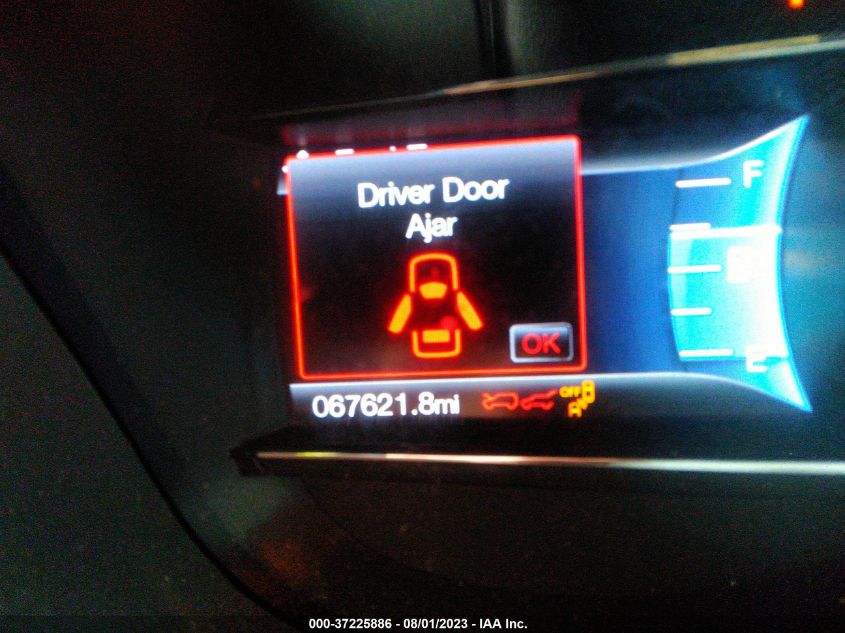 Driver Door
Ajar
OK
F
E
067621.8mi
OFF
000-37225886 - 08/01/2023 - IAA Inc.